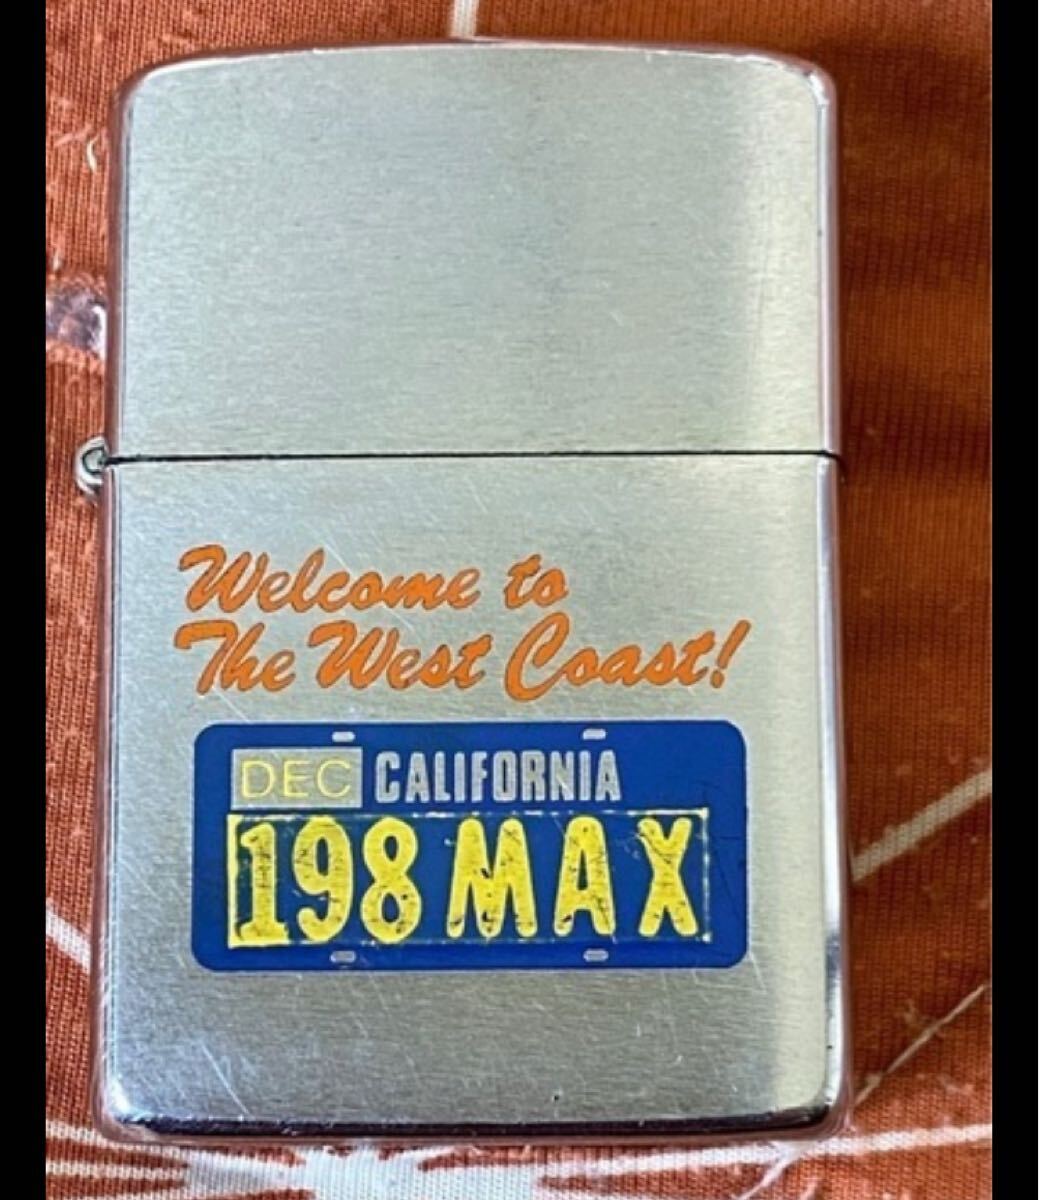 Welcome to
The West Coast!
DEC CALIFORNIA
198 MAX